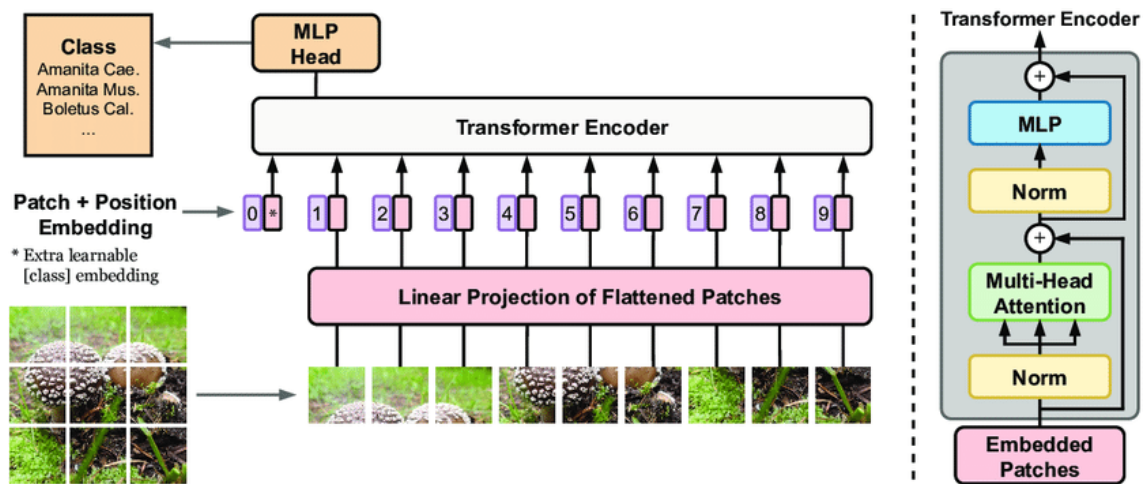 Class
Amanita Cae.
Amanita Mus.
Boletus Cal.
...
MLP
Head
Transformer Encoder
Patch + Position
Embedding
* Extra learnable
[class] embedding
0 * 1 2 3 4 5 6 7 8 9
Linear Projection of Flattened Patches
Transformer Encoder
+
MLP
Norm
+
Multi-Head
Attention
Norm
Embedded
Patches